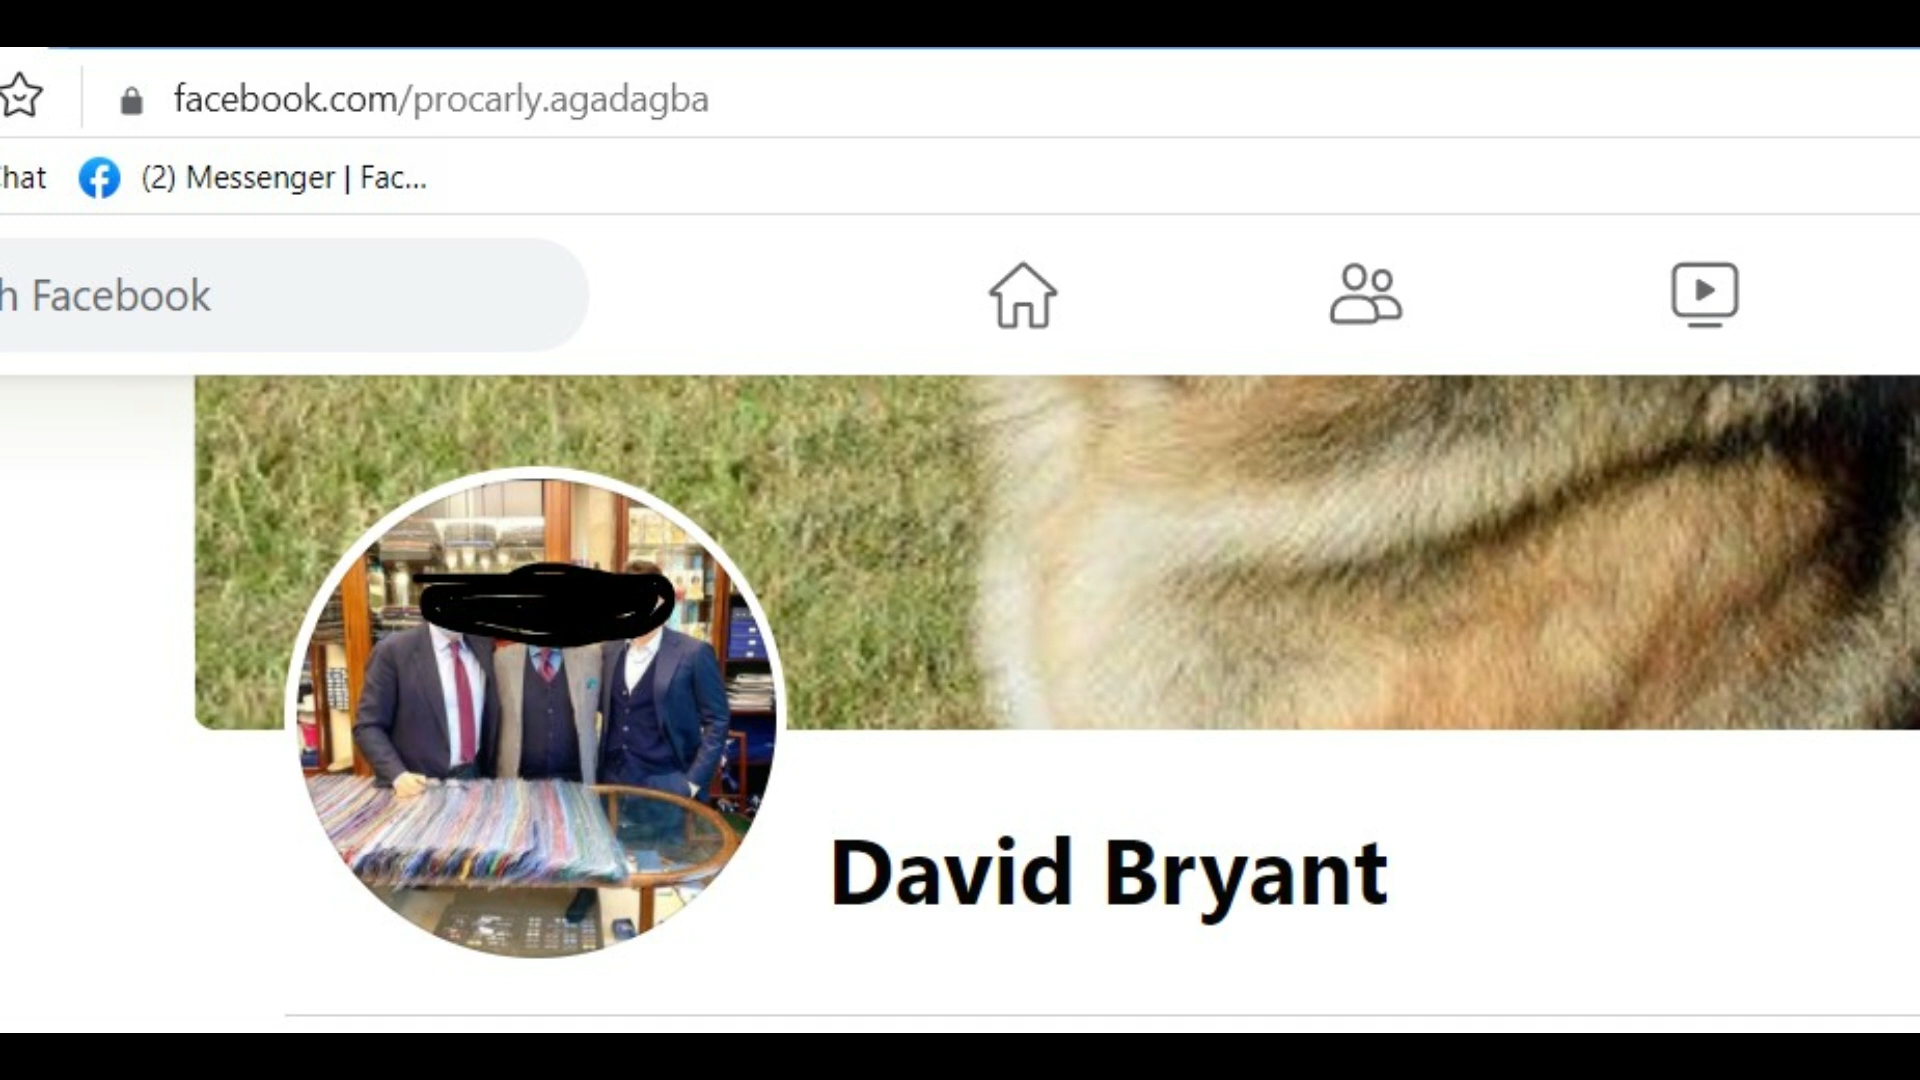 facebook.com/procarly.agadagba
hat
(2) Messenger | Fac...
h Facebook
David Bryant